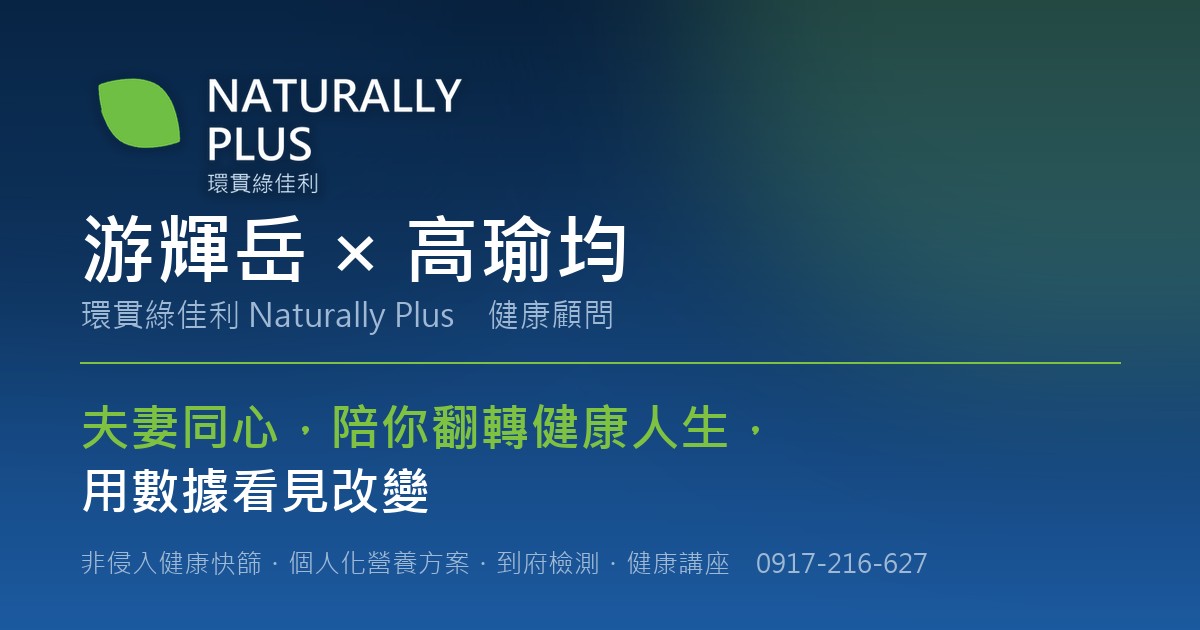 NATURALLY
PLUS
環貫綠佳利
游輝岳 × 高瑜均
環貫綠佳利 Naturally Plus 健康顧問
夫妻同心，陪你翻轉健康人生，
用數據看見改變
非侵入健康快篩・個人化營養方案・到府檢測・健康講座 0917-216-627